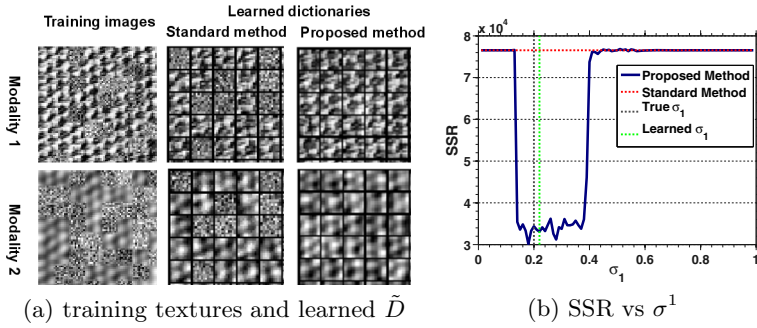 Training images
Learned dictionaries
Standard method
Proposed method
Modality 1
Modality 2
(a) training textures and learned D̃
x 10⁴
8
7
6
5
4
3
SSR
0
0.2
0.4
0.6
0.8
1
σ₁
Proposed Method
Standard Method
True σ₁
Learned σ₁
(b) SSR vs σ¹